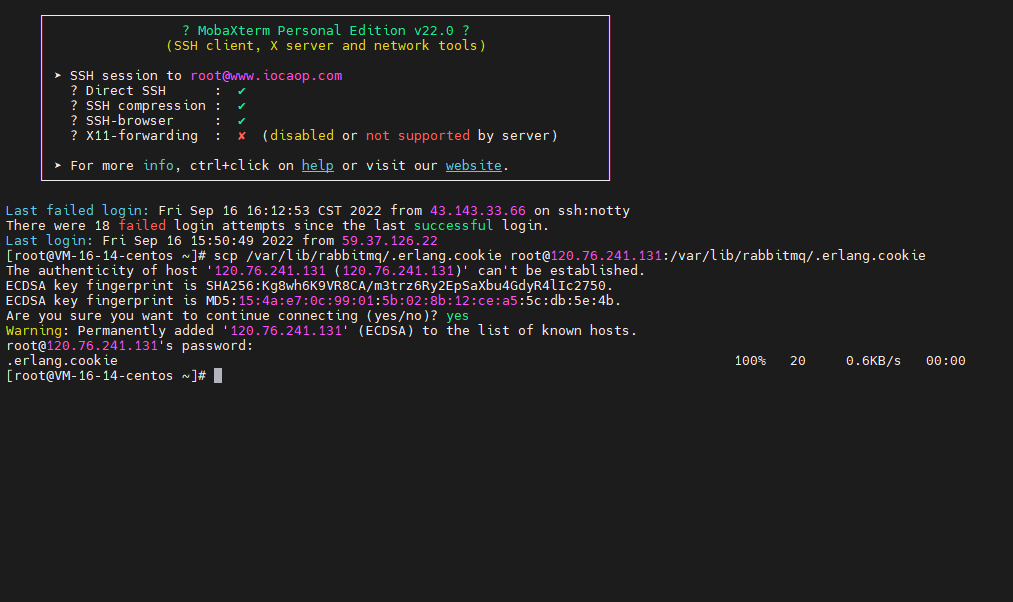 ? MobaXterm Personal Edition v22.0 ?
(SSH client, X server and network tools)
➤ SSH session to root@www.iocaop.com
? Direct SSH : ✔
? SSH compression : ✔
? SSH-browser : ✔
? X11-forwarding : ✘ (disabled or not supported by server)
➤ For more info, ctrl+click on help or visit our website.
Last failed login: Fri Sep 16 16:12:53 CST 2022 from 43.143.33.66 on ssh:notty
There were 18 failed login attempts since the last successful login.
Last login: Fri Sep 16 15:50:49 2022 from 59.37.126.22
[root@VM-16-14-centos ~]# scp /var/lib/rabbitmq/.erlang.cookie root@120.76.241.131:/var/lib/rabbitmq/.erlang.cookie
The authenticity of host '120.76.241.131 (120.76.241.131)' can't be established.
ECDSA key fingerprint is SHA256:Kg8wh6K9VR8CA/m3trz6Ry2EpSaXbu4GdyR4lIc2750.
ECDSA key fingerprint is MD5:15:4a:e7:0c:99:01:5b:02:8b:12:ce:a5:5c:db:5e:4b.
Are you sure you want to continue connecting (yes/no)? yes
Warning: Permanently added '120.76.241.131' (ECDSA) to the list of known hosts.
root@120.76.241.131's password:
.erlang.cookie 100% 20 0.6KB/s 00:00
[root@VM-16-14-centos ~]#